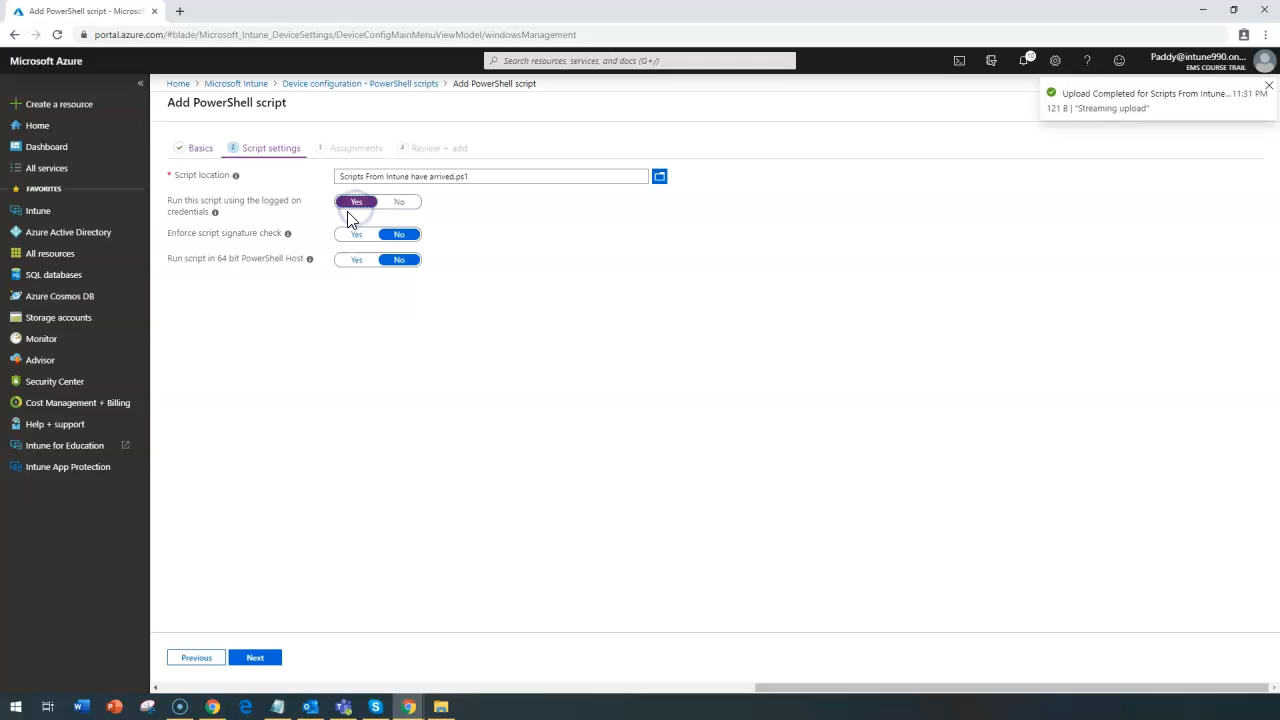 Add PowerShell script - Microso
portal.azure.com/#blade/Microsoft_Intune_DeviceSettings/DeviceConfigMainMenuViewModel/windowsManagement
Microsoft Azure
Search resources, services, and docs (G+/)
10
Paddy@intune990.on...
EMS COURSE TRAIL
Home > Microsoft Intune > Device configuration - PowerShell scripts > Add PowerShell script
Add PowerShell script
Upload Completed for Scripts From Intune... 11:31 PM
121 B | "Streaming upload"
Create a resource
Home
Dashboard
All services
FAVORITES
Intune
Azure Active Directory
All resources
SQL databases
Azure Cosmos DB
Storage accounts
Monitor
Advisor
Security Center
Cost Management + Billing
Help + support
Intune for Education
Intune App Protection
Basics 2 Script settings 3 Assignments 4 Review + add
* Script location Scripts From Intune have arrived.ps1
Run this script using the logged on credentials Yes No
Enforce script signature check Yes No
Run script in 64 bit PowerShell Host Yes No
Previous Next